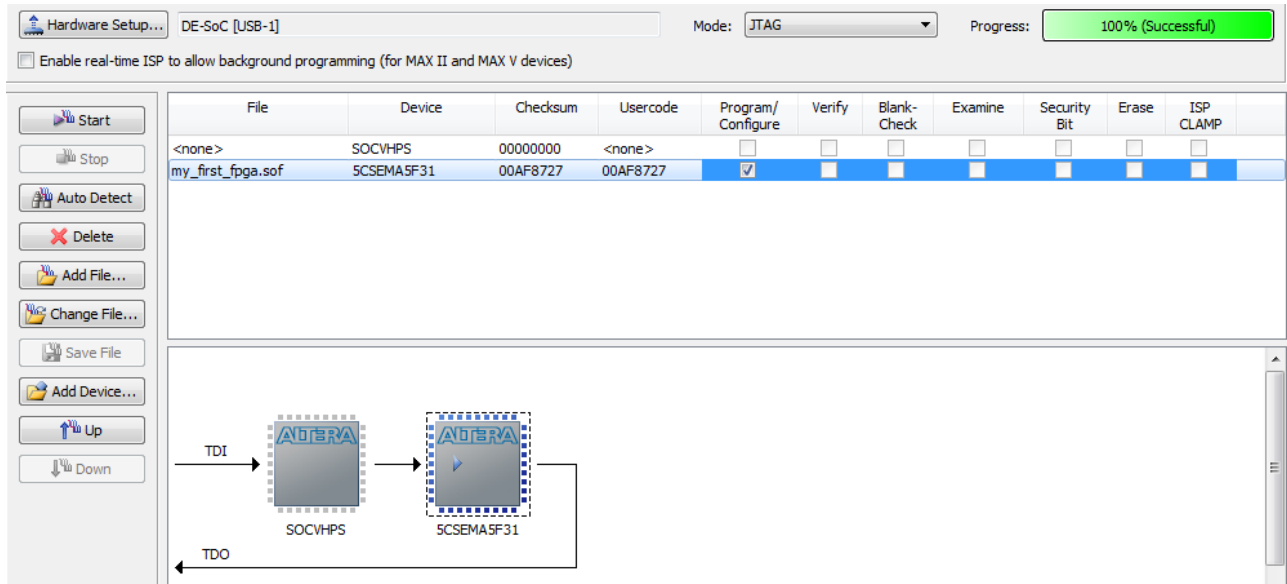 Hardware Setup... DE-SoC [USB-1] Mode: JTAG Progress: 100% (Successful)
Enable real-time ISP to allow background programming (for MAX II and MAX V devices)
Start
Stop
Auto Detect
Delete
Add File...
Change File...
Save File
Add Device...
Up
Down
File Device Checksum Usercode Program/ Verify Blank- Examine Security Erase ISP
Configure Check Bit CLAMP
<none> SOCVHPS 00000000 <none>
my_first_fpga.sof 5CSEMA5F31 00AF8727 00AF8727
ALTERA ALTERA
TDI
SOCVHPS 5CSEMA5F31
TDO